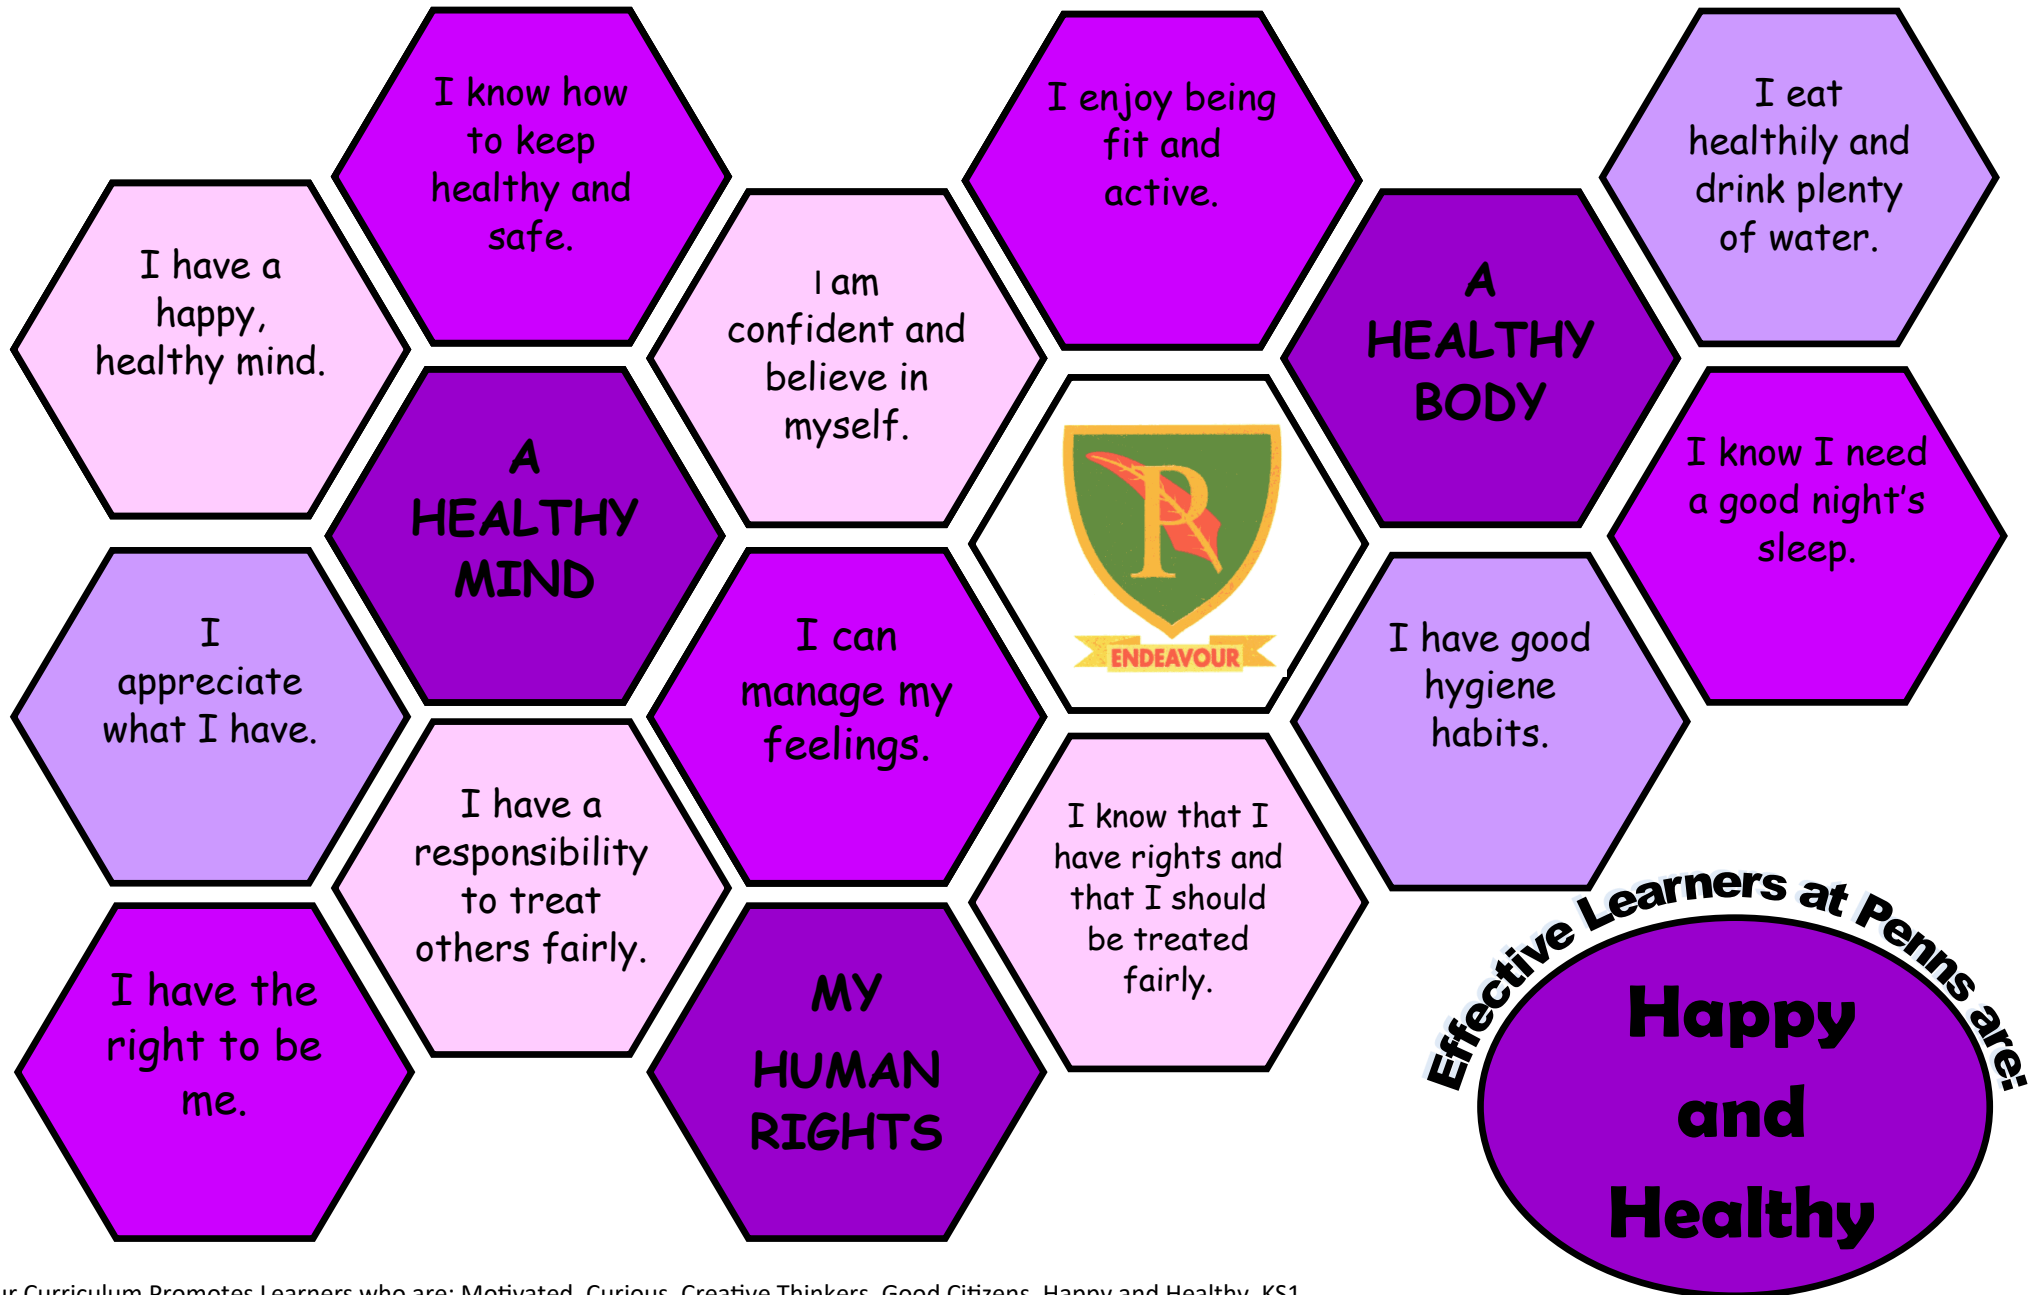 I know how
to keep
healthy and
safe.
I enjoy being
fit and
active.
I eat
healthily and
drink plenty
of water.
I have a
happy,
healthy mind.
I am
confident and
believe in
myself.
A
HEALTHY
BODY
A
HEALTHY
MIND
P
ENDEAVOUR
I know I need
a good night's
sleep.
I
appreciate
what I have.
I can
manage my
feelings.
I have good
hygiene
habits.
I have a
responsibility
to treat
others fairly.
I know that I
have rights and
that I should
be treated
fairly.
I have the
right to be
me.
MY
HUMAN
RIGHTS
Effective Learners at Penns are:
Happy
and
Healthy
Curriculum Promotes Learners who are: Motivated, Curious, Creative Thinkers, Good Citizens, Happy and Healthy KS1